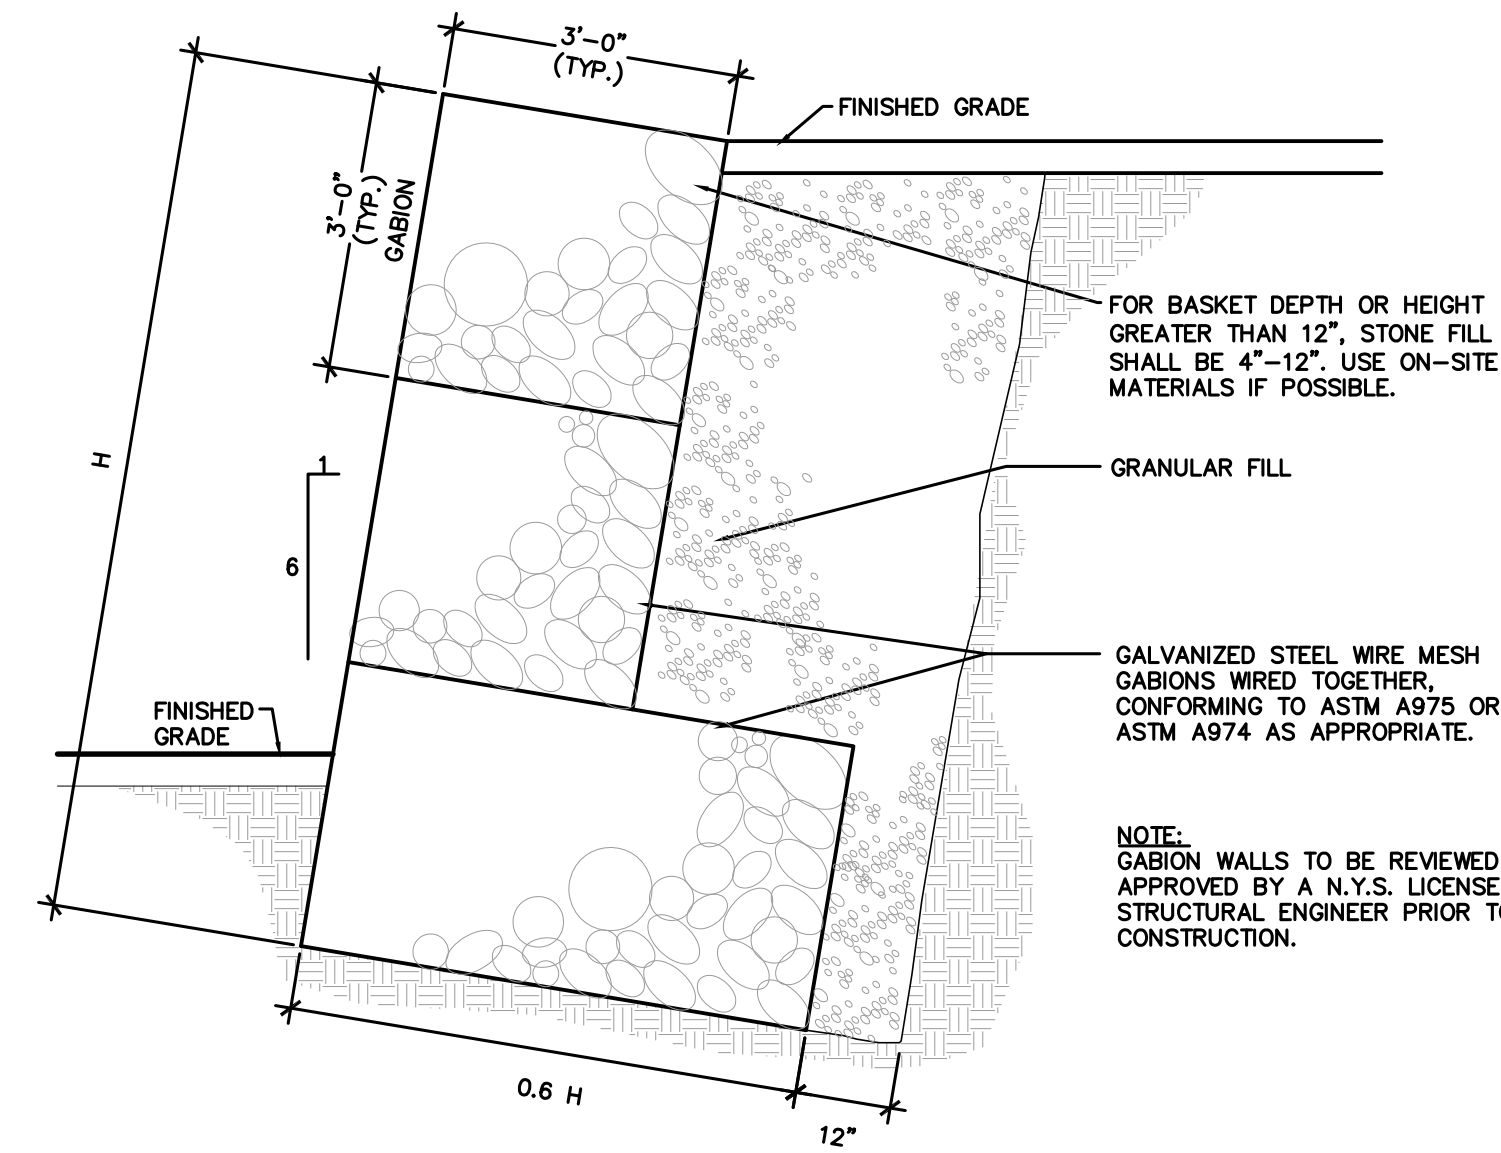 3'-0"
(TYP.)
FINISHED GRADE
3'-0"
(TYP.)
GABION
FOR BASKET DEPTH OR HEIGHT
GREATER THAN 12", STONE FILL
SHALL BE 4"-12". USE ON-SITE
MATERIALS IF POSSIBLE.
H
1
6
GRANULAR FILL
GALVANIZED STEEL WIRE MESH
GABIONS WIRED TOGETHER,
CONFORMING TO ASTM A975 OR
ASTM A974 AS APPROPRIATE.
FINISHED
GRADE
NOTE:
GABION WALLS TO BE REVIEWED
APPROVED BY A N.Y.S. LICENSE
STRUCTURAL ENGINEER PRIOR TO
CONSTRUCTION.
0.6 H
12"